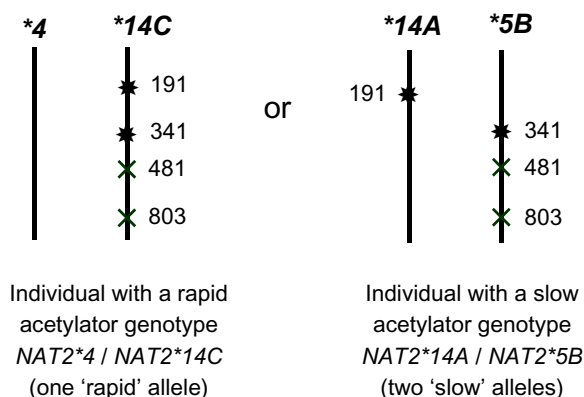 *4 *14C *14A *5B
191 191
or
341 341
481 481
803 803
Individual with a rapid
acetylator genotype
NAT2*4 / NAT2*14C
(one ‘rapid’ allele)
Individual with a slow
acetylator genotype
NAT2*14A / NAT2*5B
(two ‘slow’ alleles)